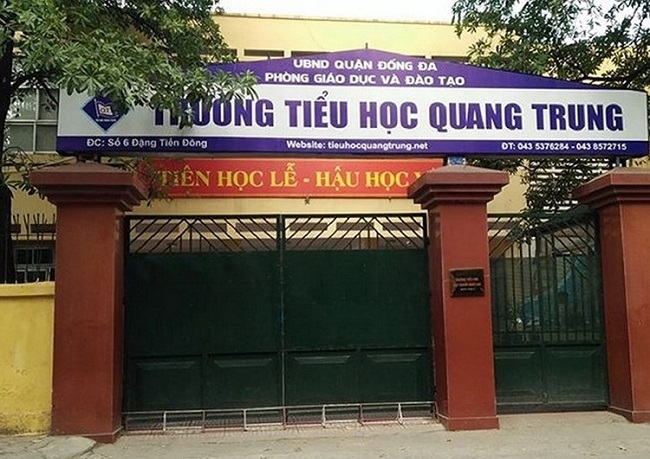 UBND QUẬN ĐỐNG ĐA
PHÒNG GIÁO DỤC VÀ ĐÀO TẠO
TRƯỜNG TIỂU HỌC QUANG TRUNG
ĐC: Số 6 Đặng Tiến Đông
Website: tieuhocquangtrung.net
ĐT: 043 5376284 - 043 8572715
TIÊN HỌC LỄ - HẬU HỌC